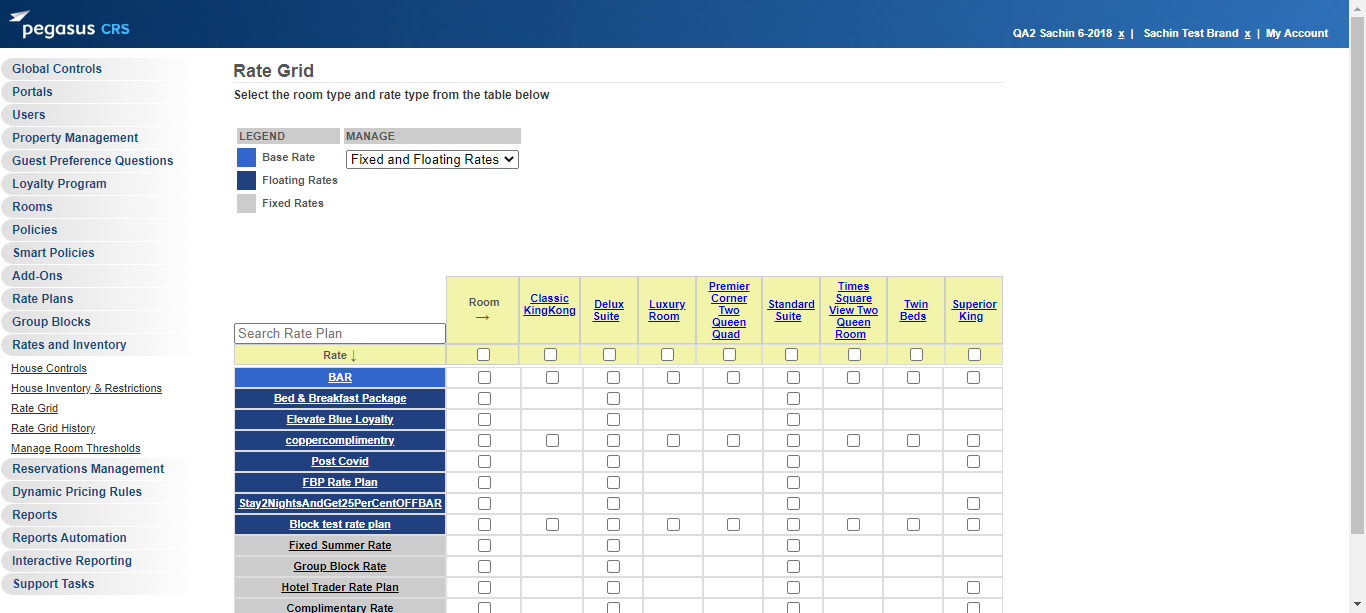 pegasus CRS
QA2 Sachin 6-2018 x | Sachin Test Brand x | My Account
Global Controls
Portals
Users
Property Management
Guest Preference Questions
Loyalty Program
Rooms
Policies
Smart Policies
Add-Ons
Rate Plans
Group Blocks
Rates and Inventory
House Controls
House Inventory & Restrictions
Rate Grid
Rate Grid History
Manage Room Thresholds
Reservations Management
Dynamic Pricing Rules
Reports
Reports Automation
Interactive Reporting
Support Tasks
Rate Grid
Select the room type and rate type from the table below
LEGEND
Base Rate
Floating Rates
Fixed Rates
MANAGE
Fixed and Floating Rates
Search Rate Plan
Room
→
Classic
KingKong
Delux
Suite
Luxury
Room
Premier
Corner
Two
Queen
Quad
Standard
Suite
Times
Square
View Two
Queen
Room
Twin
Beds
Superior
King
Rate ↓
BAR
Bed & Breakfast Package
Elevate Blue Loyalty
coppercomplimentry
Post Covid
FBP Rate Plan
Stay2NightsAndGet25PerCentOFFBAR
Block test rate plan
Fixed Summer Rate
Group Block Rate
Hotel Trader Rate Plan
Complimentary Rate